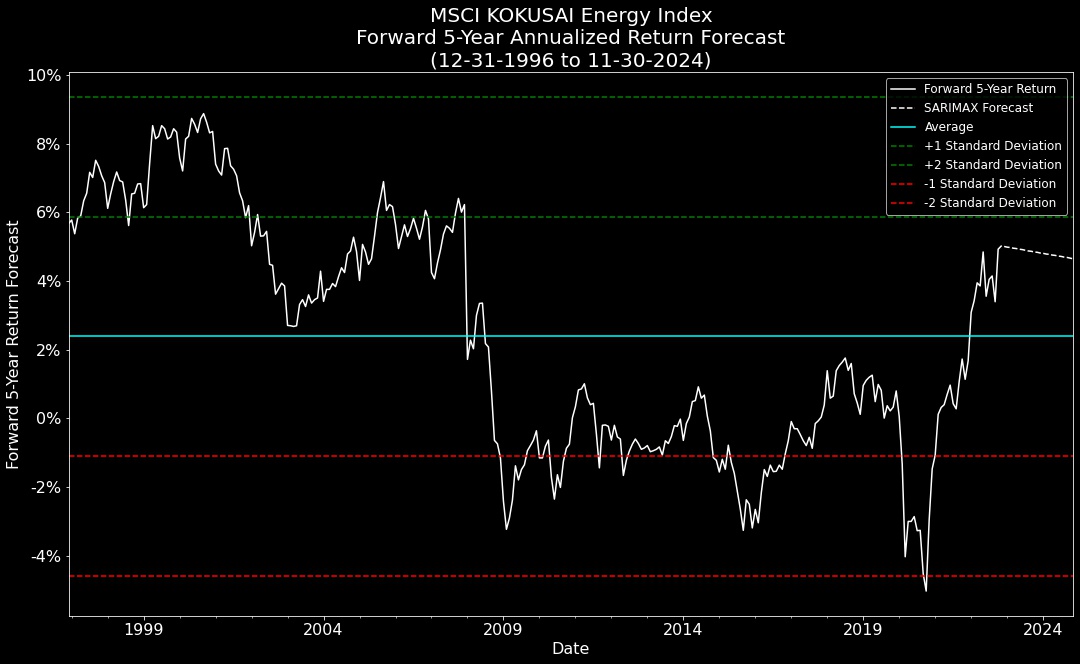 MSCI KOKUSAI Energy Index
Forward 5-Year Annualized Return Forecast
(12-31-1996 to 11-30-2024)
Forward 5-Year Return Forecast
10%
8%
6%
4%
2%
0%
-2%
-4%
Forward 5-Year Return
SARIMAX Forecast
Average
+1 Standard Deviation
+2 Standard Deviation
-1 Standard Deviation
-2 Standard Deviation
1999
2004
2009
2014
2019
2024
Date